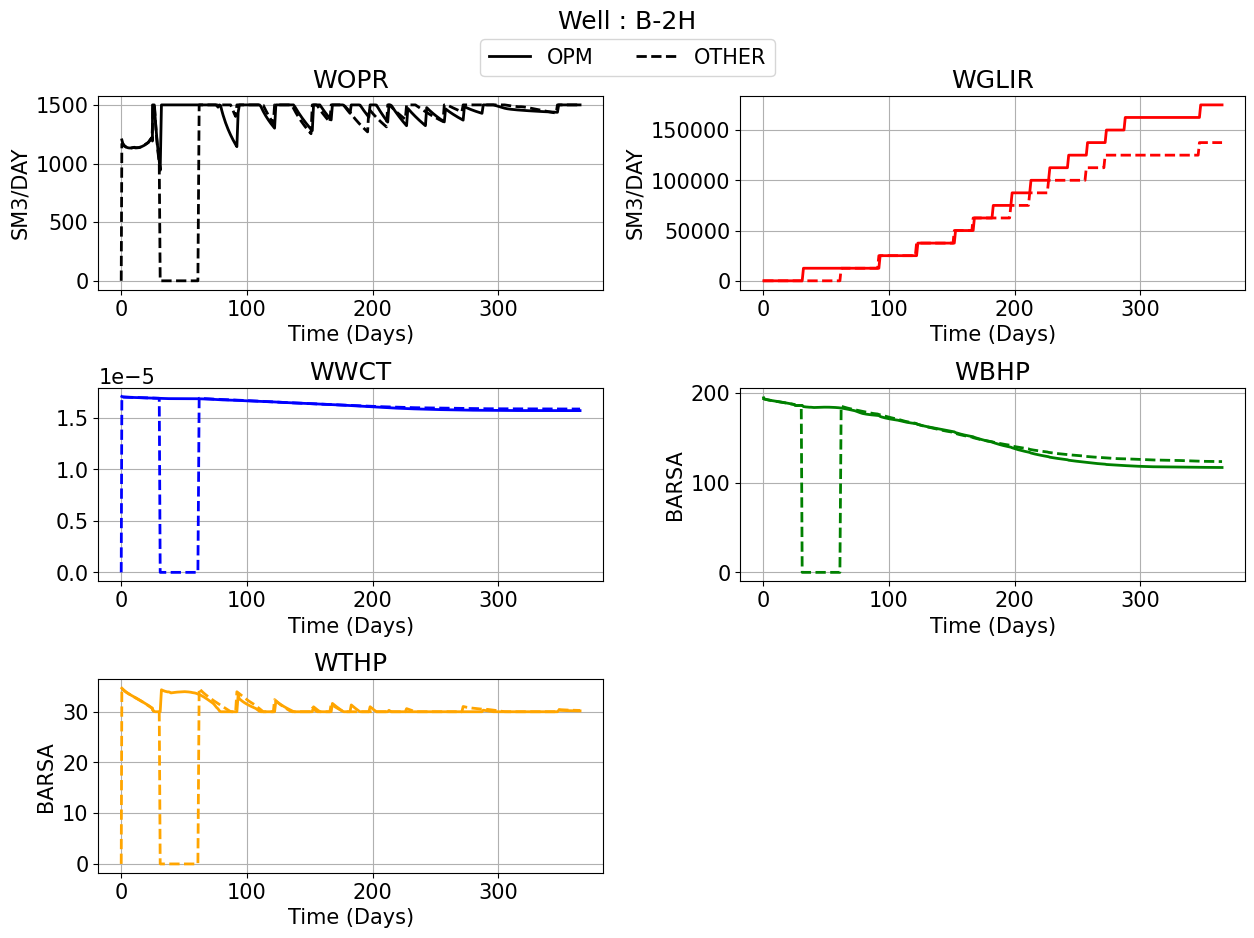 Well : B-2H
OPM OTHER
WOPR
SM3/DAY
1500
1000
500
0
0 100 200 300
Time (Days)
WGLIR
SM3/DAY
150000
100000
50000
0
0 100 200 300
Time (Days)
WWCT
1e−5
1.5
1.0
0.5
0.0
0 100 200 300
Time (Days)
WBHP
BARSA
200
100
0
0 100 200 300
Time (Days)
WTHP
BARSA
30
20
10
0
0 100 200 300
Time (Days)